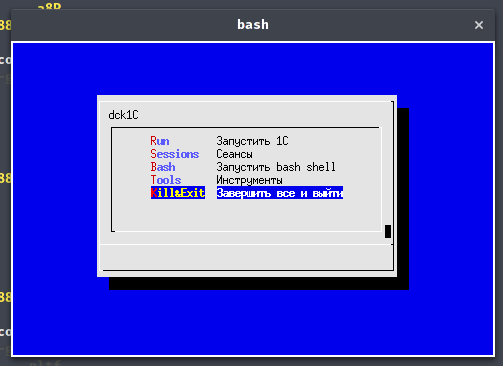 bash
dck1C
Run Запустить 1С
Sessions Сеансы
Bash Запустить bash shell
Tools Инструменты
Kill&Exit Завершить все и выйти